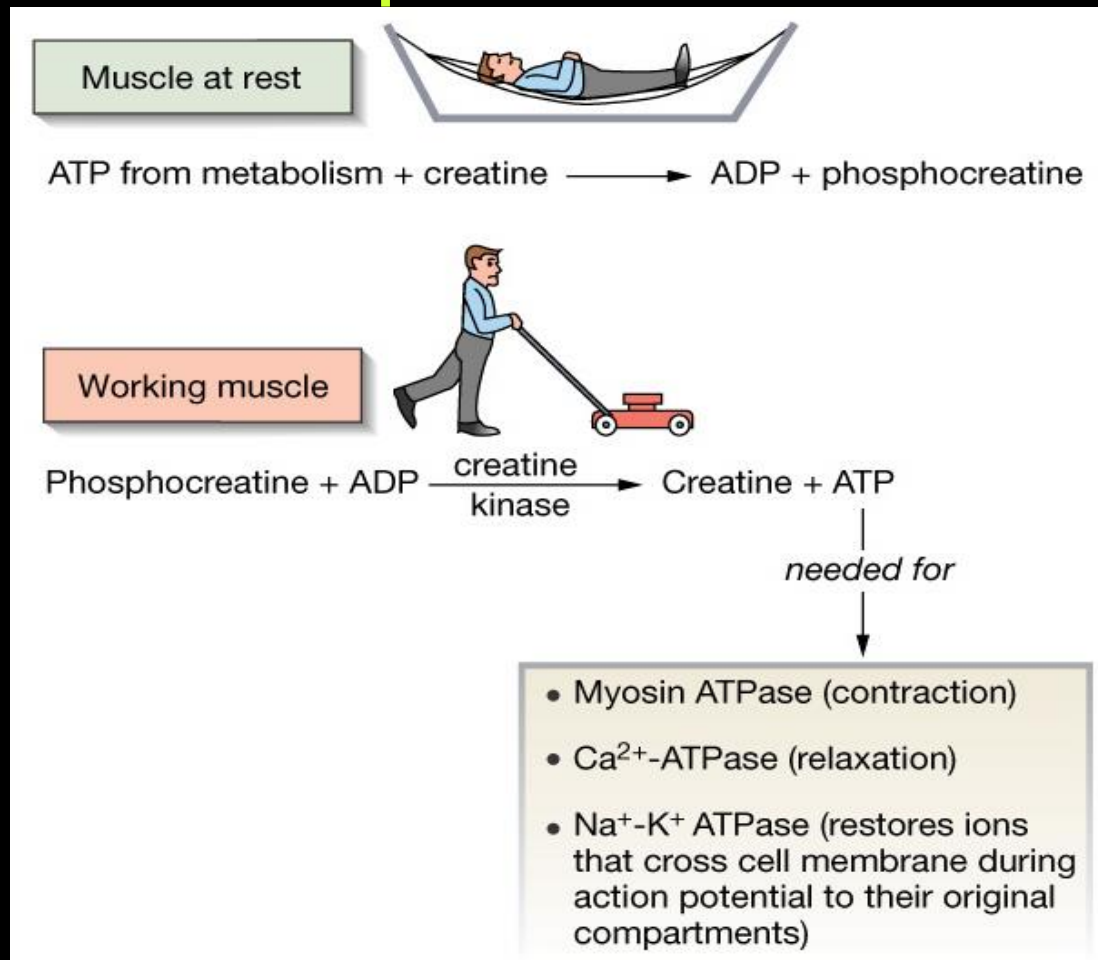 Muscle at rest
ATP from metabolism + creatine → ADP + phosphocreatine
Working muscle
Phosphocreatine + ADP creatine kinase → Creatine + ATP
needed for
• Myosin ATPase (contraction)
• Ca²⁺-ATPase (relaxation)
• Na⁺-K⁺ ATPase (restores ions
that cross cell membrane during
action potential to their original
compartments)